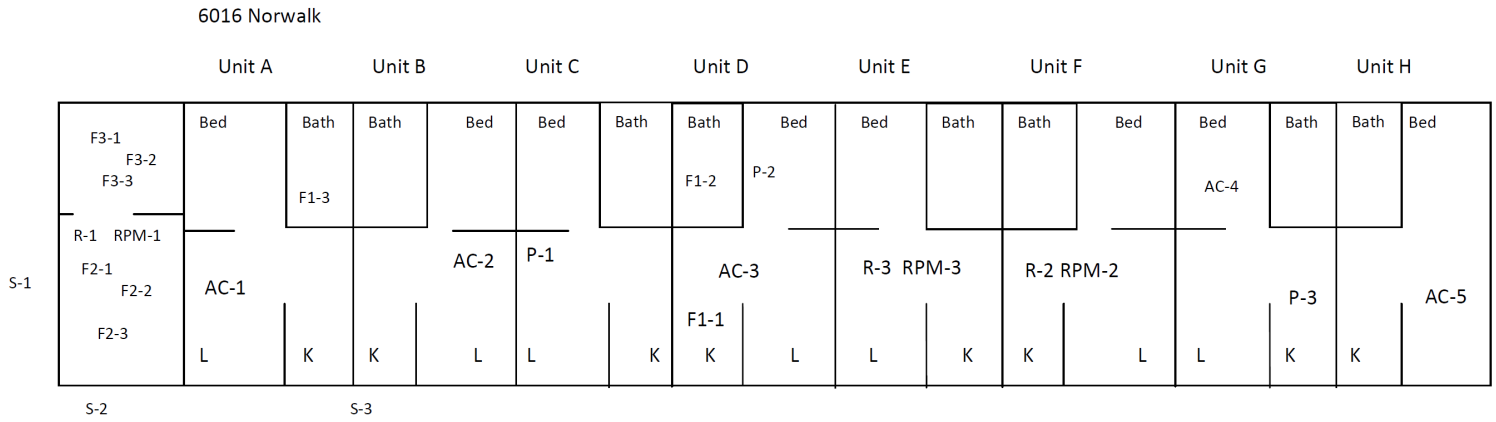 6016 Norwalk
Unit A Unit B Unit C Unit D Unit E Unit F Unit G Unit H
Bed Bath Bath Bed Bed Bath Bath Bed Bed Bath Bath Bed Bed Bath Bath Bed
F3-1
F3-2
F3-3 F1-2 P-2 AC-4
F1-3
R-1 RPM-1
AC-2 P-1
F2-1 AC-3 R-3 RPM-3 R-2 RPM-2
S-1 F2-2 AC-1 P-3 AC-5
F2-3 F1-1
L K K L L K K L L K K L L K K
S-2 S-3